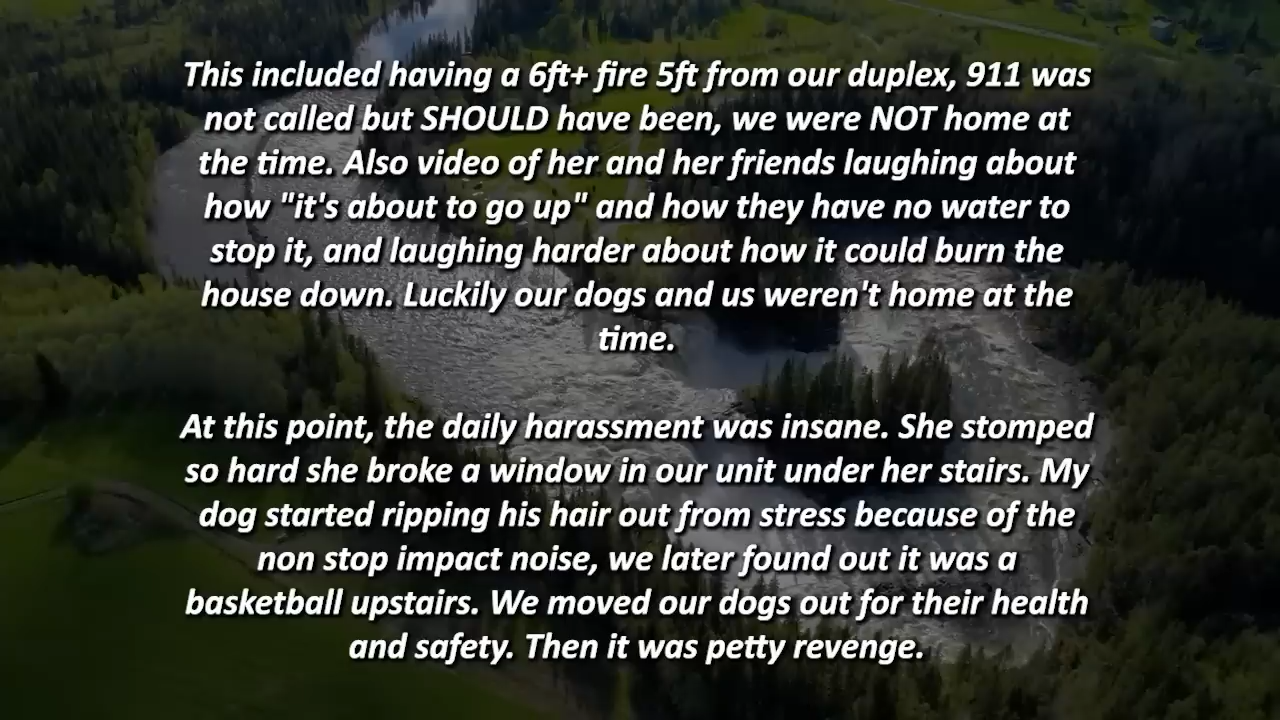 This included having a 6ft+ fire 5ft from our duplex, 911 was
not called but SHOULD have been, we were NOT home at
the time. Also video of her and her friends laughing about
how "it's about to go up" and how they have no water to
stop it, and laughing harder about how it could burn the
house down. Luckily our dogs and us weren't home at the
time.
At this point, the daily harassment was insane. She stomped
so hard she broke a window in our unit under her stairs. My
dog started ripping his hair out from stress because of the
non stop impact noise, we later found out it was a
basketball upstairs. We moved our dogs out for their health
and safety. Then it was petty revenge.